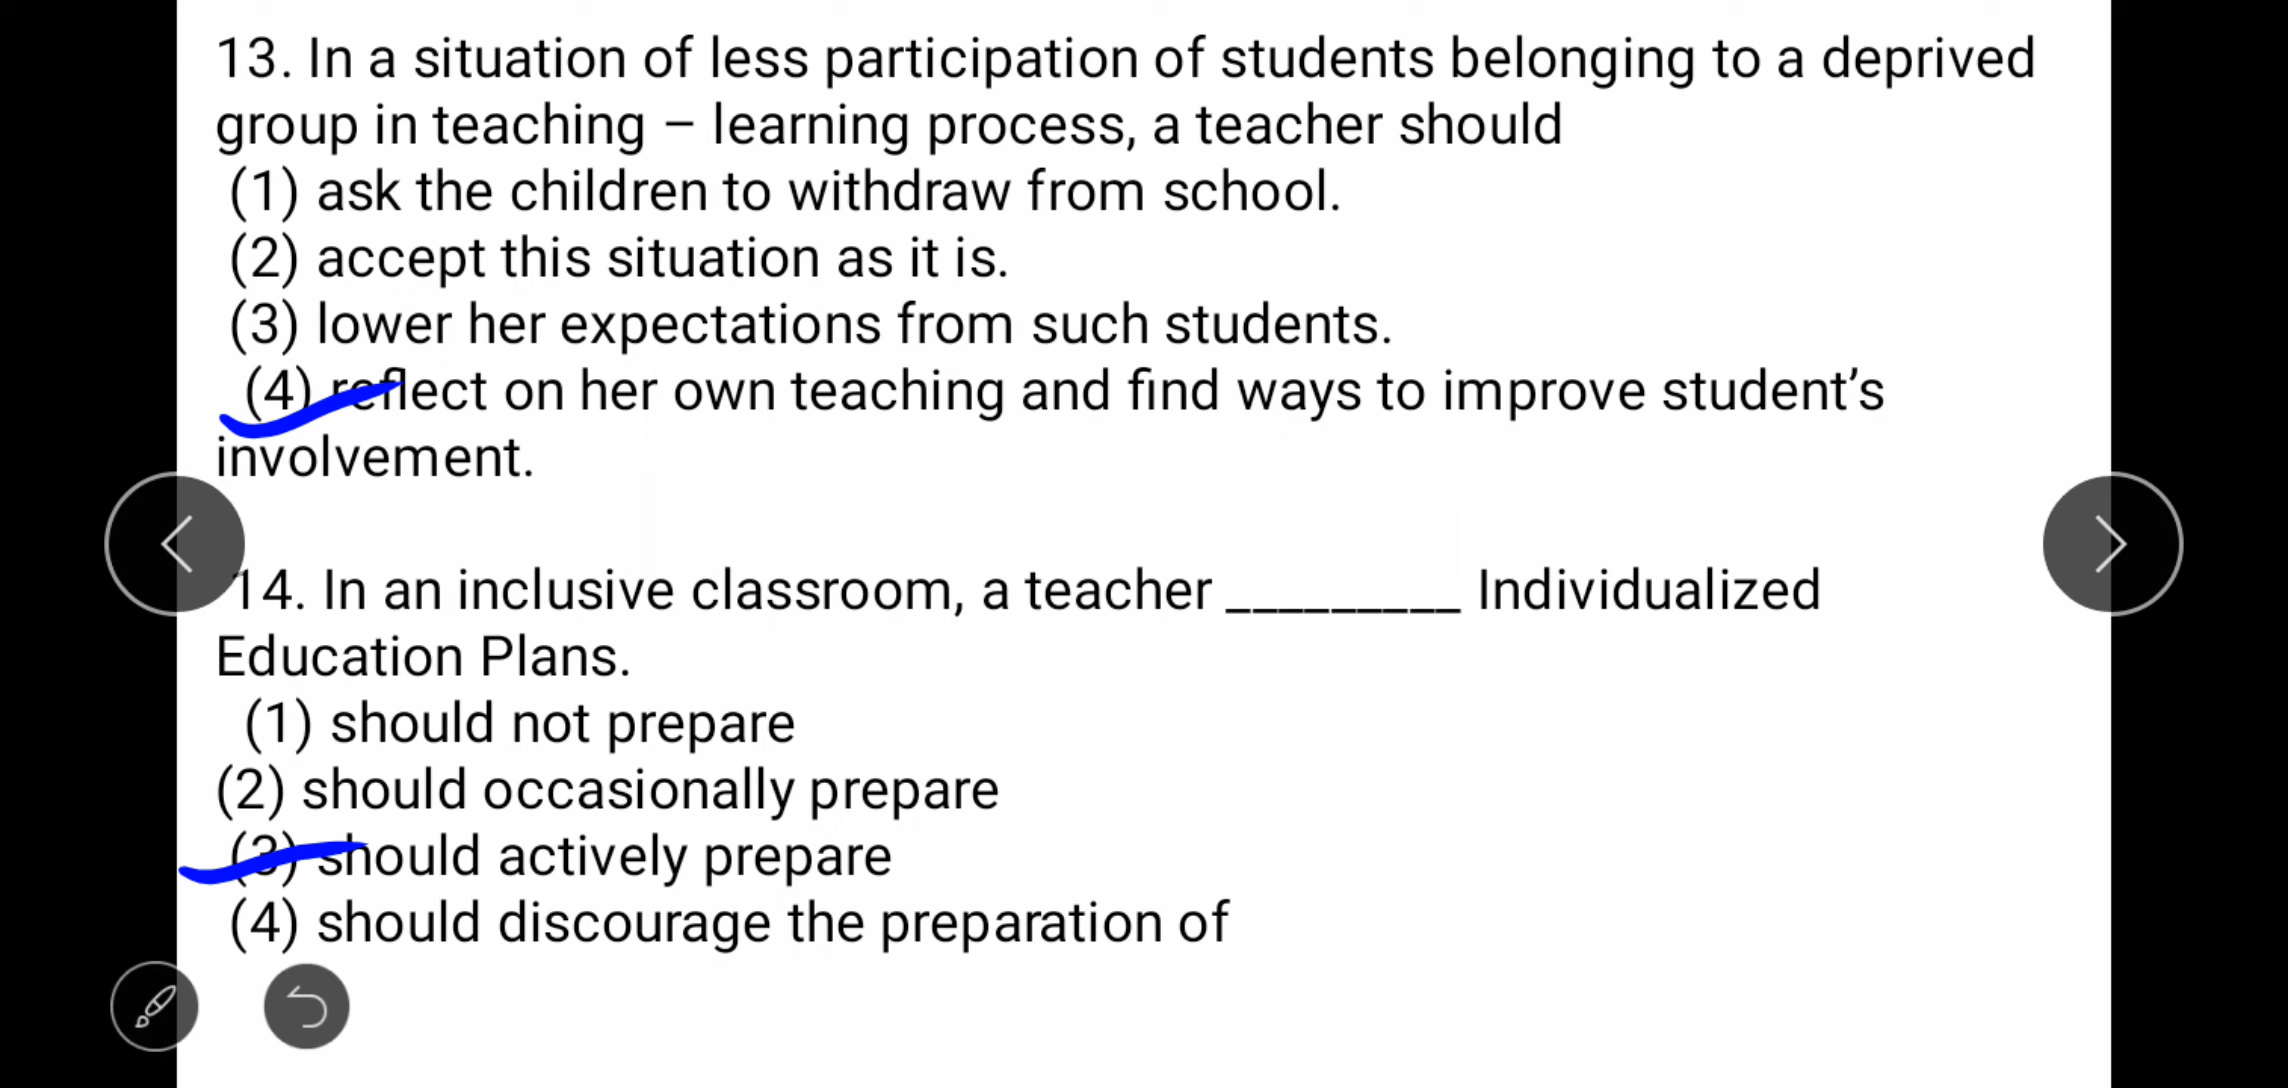 13. In a situation of less participation of students belonging to a deprived
group in teaching – learning process, a teacher should
(1) ask the children to withdraw from school.
(2) accept this situation as it is.
(3) lower her expectations from such students.
(4) reflect on her own teaching and find ways to improve student’s
involvement.
14. In an inclusive classroom, a teacher _________ Individualized
Education Plans.
(1) should not prepare
(2) should occasionally prepare
(3) should actively prepare
(4) should discourage the preparation of